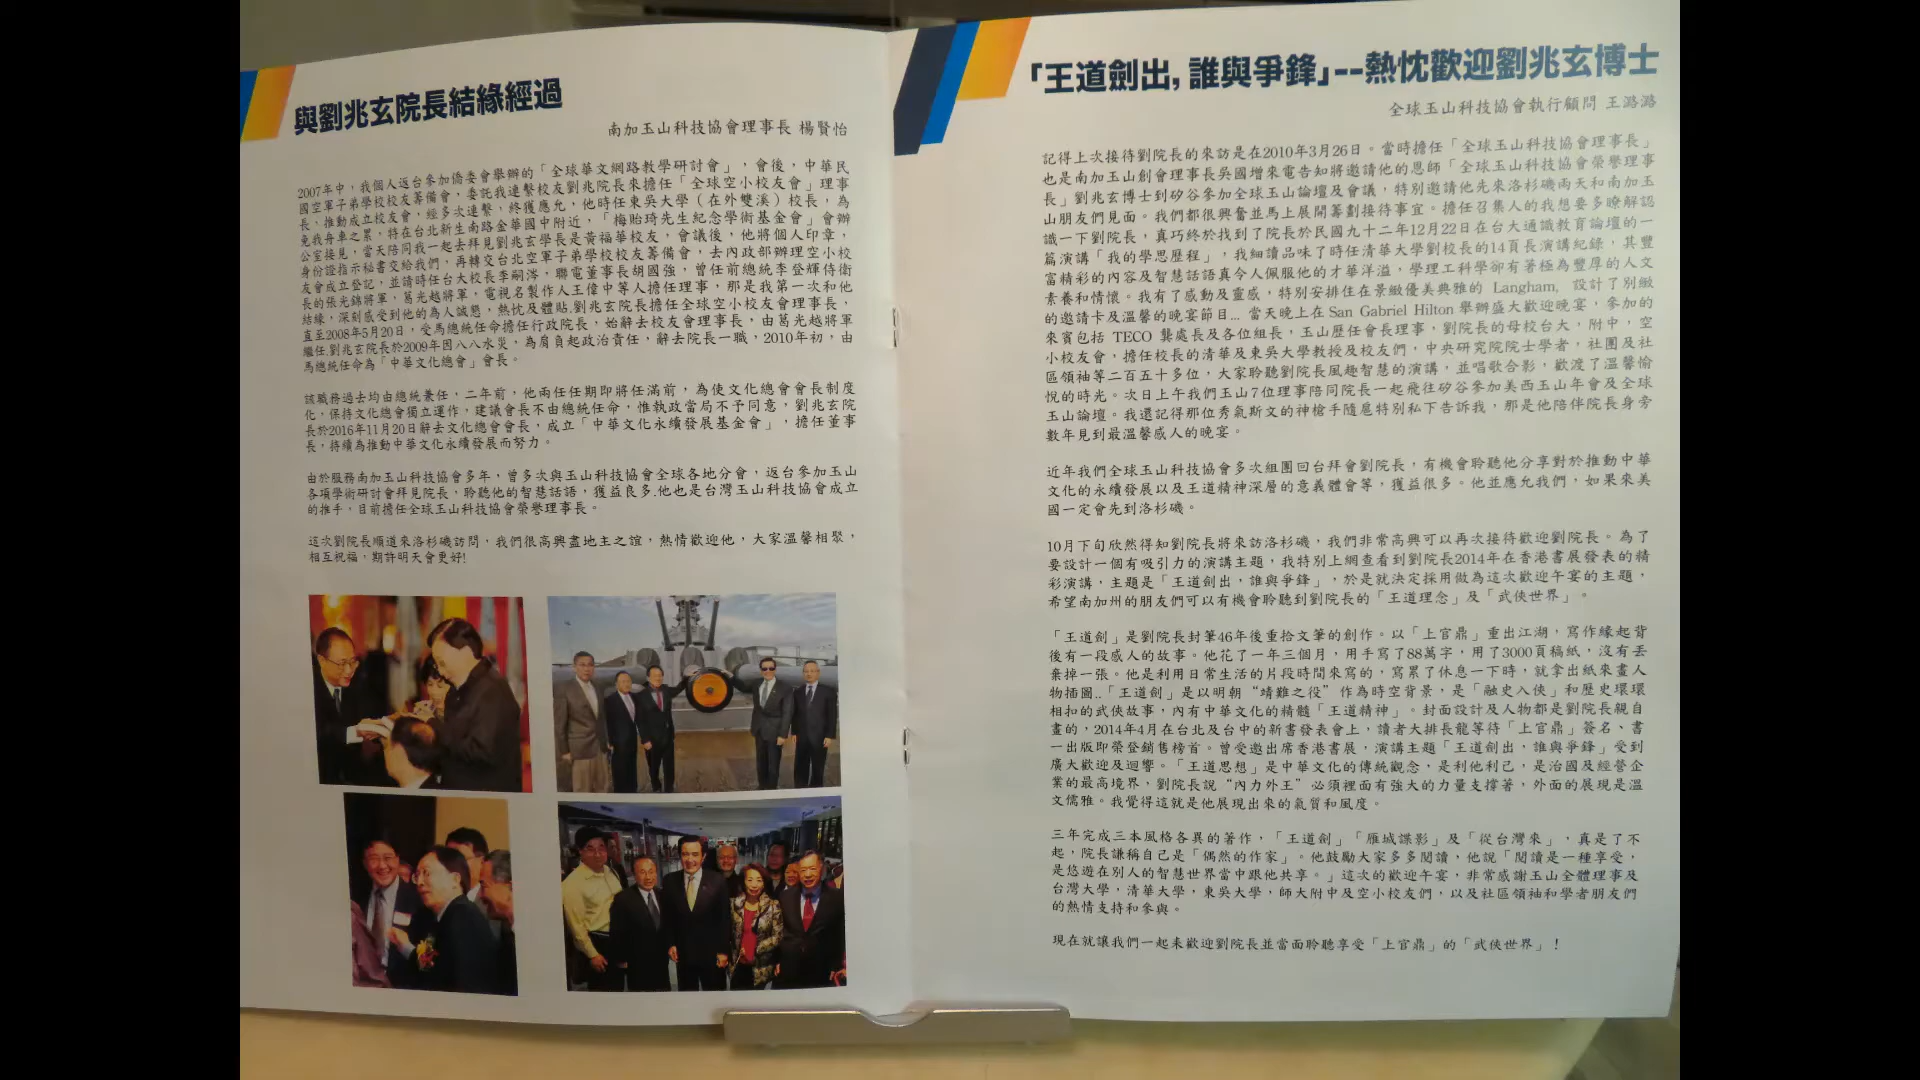 與劉兆玄院長結緣經過
南加玉山科技協會理事長 楊賢怡
2007年中，我個人返台參加僑委會舉辦的「全球華文網路教學研討會」，會後，中華民
國空軍子弟學校校友籌備會，委託我連繫校友劉兆院長來擔任「全球空小校友會」理事
長，推動成立校友會，經多次連繫，終獲應允，他時任東吳大學（在外雙溪）校長，為
免我舟車之累，特在台北新生南路金華國中附近，「梅貽琦先生紀念學術基金會」會辦
公室接見，當天陪同我一起去拜見劉兆玄學長是黃福華校友，會議後，他將個人印章，
身份證指示秘書交給我們，再轉交台北空軍子弟學校校友籌備會，去內政部辦理空小校
友會成立登記，並請時任台大校長李嗣涔，聯電董事長胡國強，曾任前總統李登輝侍衛
長的張光錦將軍，葛光越將軍，電視名製作人王偉中等人擔任理事，那是我第一次和他
結緣，深刻感受到他的為人誠懇，熱忱及體貼.劉兆玄院長擔任全球空小校友會理事長，
直至2008年5月20日，受馬總統任命擔任行政院長，始辭去校友會理事長，由葛光越將軍
繼任.劉兆玄院長於2009年因八八水災，為肩負起政治責任，辭去院長一職，2010年初，由
馬總統任命為「中華文化總會」會長。
該職務過去均由總統兼任，二年前，他兩任任期即將任滿前，為使文化總會會長制度
化，保持文化總會獨立運作，建議會長不由總統任命，惟執政當局不予同意，劉兆玄院
長於2016年11月20日辭去文化總會會長，成立「中華文化永續發展基金會」，擔任董事
長，持續為推動中華文化永續發展而努力。
由於服務南加玉山科技協會多年，曾多次與玉山科技協會全球各地分會，返台參加玉山
各項學術研討會拜見院長，聆聽他的智慧話語，獲益良多.他也是台灣玉山科技協會成立
的推手，目前擔任全球玉山科技協會榮譽理事長。
這次劉院長順道來洛杉磯訪問，我們很高興盡地主之誼，熱情歡迎他，大家溫馨相聚，
相互祝福，期許明天會更好!
「王道劍出，誰與爭鋒」--熱忱歡迎劉兆玄博士
全球玉山科技協會執行顧問 王潞潞
記得上次接待劉院長的來訪是在2010年3月26日。當時擔任「全球玉山科技協會理事長」
也是南加玉山創會理事長吳國增來電告知將邀請他的恩師「全球玉山科技協會榮譽理事
長」劉兆玄博士到矽谷參加全球玉山論壇及會議，特別邀請他先來洛杉磯兩天和南加玉
山朋友們見面。我們都很興奮並馬上展開籌劃接待事宜。擔任召集人的我想要多瞭解認
識一下劉院長，真巧終於找到了院長於民國九十二年12月22日在台大通識教育論壇的一
篇演講「我的學思歷程」，我細讀品味了時任清華大學劉校長的14頁長演講紀錄，其豐
富精彩的內容及智慧話語真令人佩服他的才華洋溢，學理工科學卻有著極為豐厚的人文
素養和情懷。我有了感動及靈感，特別安排住在景緻優美典雅的 Langham, 設計了別緻
的邀請卡及溫馨的晚宴節目... 當天晚上在 San Gabriel Hilton 舉辦盛大歡迎晚宴，參加的
來賓包括 TECO 龔處長及各位組長，玉山歷任會長理事，劉院長的母校台大，附中，空
小校友會，擔任校長的清華及東吳大學教授及校友們，中央研究院院士學者，社團及社
區領袖等二百五十多位，大家聆聽劉院長風趣並智慧的演講，並唱歌合影，歡渡了溫馨愉
悅的時光。次日上午我們玉山7位理事陪同院長一起飛往矽谷參加美西玉山年會及全球
玉山論壇。我還記得那位秀氣斯文的神槍手隨扈特別私下告訴我，那是他陪伴院長身旁
數年見到最溫馨感人的晚宴。
近年我們全球玉山科技協會多次組團回台拜會劉院長，有機會聆聽他分享對於推動中華
文化的永續發展以及王道精神深層的意義體會等，獲益很多。他並應允我們，如果來美
國一定會先到洛杉磯。
10月下旬欣然得知劉院長將來訪洛杉磯，我們非常高興可以再次接待歡迎劉院長。為了
要設計一個有吸引力的演講主題，我特別上網查看到劉院長2014年在香港書展發表的精
彩演講，主題是「王道劍出，誰與爭鋒」，於是就決定採用做為這次歡迎午宴的主題，
希望南加州的朋友們可以有機會聆聽到劉院長的「王道理念」及「武俠世界」。
「王道劍」是劉院長封筆46年後重拾文筆的創作。以「上官鼎」重出江湖，寫作緣起背
後有一段感人的故事。他花了一年三個月，用手寫了88萬字，用了3000頁稿紙，沒有丟
棄掉一張。他是利用日常生活的片段時間來寫的，寫累了休息一下時，就拿出紙來畫人
物插圖..「王道劍」是以明朝“靖難之役”作為時空背景，是「融史入俠」和歷史環環
相扣的武俠故事，內有中華文化的精髓「王道精神」。封面設計及人物都是劉院長親自
畫的，2014年4月在台北及台中的新書發表會上，讀者大排長龍等待「上官鼎」簽名、書
一出版即榮登銷售榜首。曾受邀出席香港書展，演講主題「王道劍出，誰與爭鋒」受到
廣大歡迎及迴響。「王道思想」是中華文化的傳統觀念，是利他利己，是治國及經營企
業的最高境界，劉院長說“內力外王”必須裡面有強大的力量支撐著，外面的展現是溫
文儒雅。我覺得這就是他展現出來的氣質和風度。
三年完成三本風格各異的著作，「王道劍」「雁城諜影」及「從台灣來」，真是了不
起，院長謙稱自己是「偶然的作家」。他鼓勵大家多多閱讀，他說「閱讀是一種享受，
是悠遊在別人的智慧世界當中跟他共享。」這次的歡迎午宴，非常感謝玉山全體理事及
台灣大學，清華大學，東吳大學，師大附中及空小校友們，以及社區領袖和學者朋友們
的熱情支持和參與。
現在就讓我們一起來歡迎劉院長並當面聆聽享受「上官鼎」的「武俠世界」！